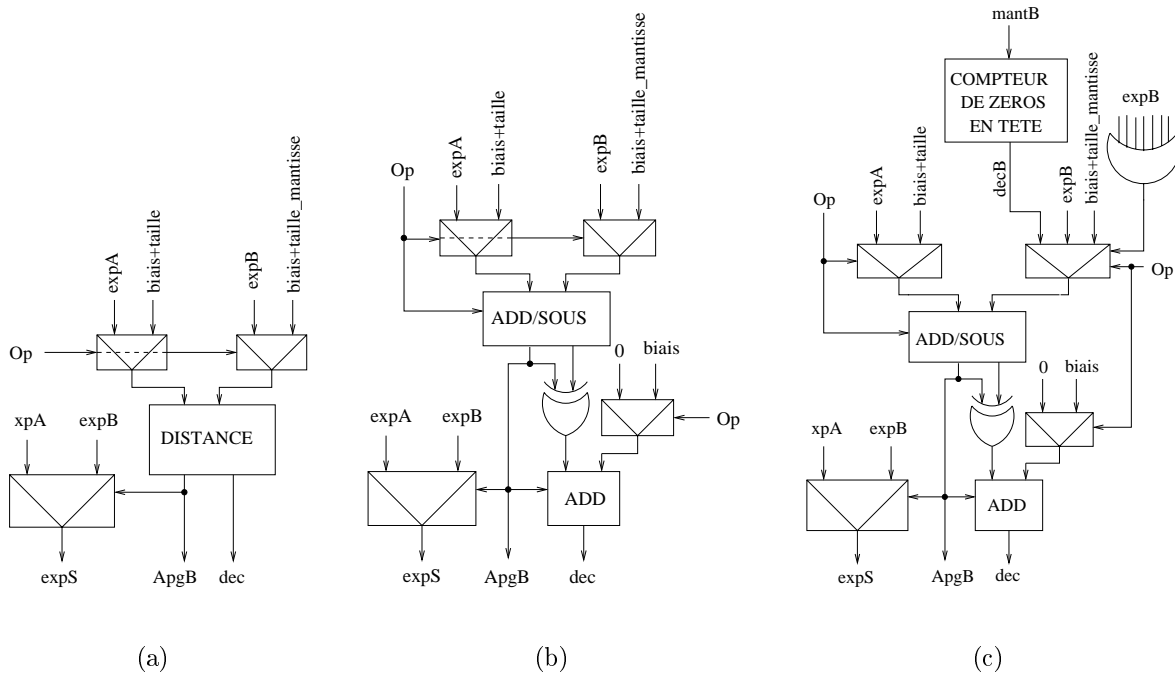 Op
expA
biais+taille
expB
biais+taille_mantisse
DISTANCE
xpA
expB
expS
ApgB
dec
(a)
Op
expA
biais+taille
expB
biais+taille_mantisse
ADD/SOUS
0
biais
Op
expA
expB
ADD
expS
ApgB
dec
(b)
mantB
COMPTEUR
DE ZEROS
EN TETE
expB
Op
expA
biais+taille
decB
expB
biais+taille_mantisse
Op
ADD/SOUS
0
biais
xpA
expB
ADD
expS
ApgB
dec
(c)